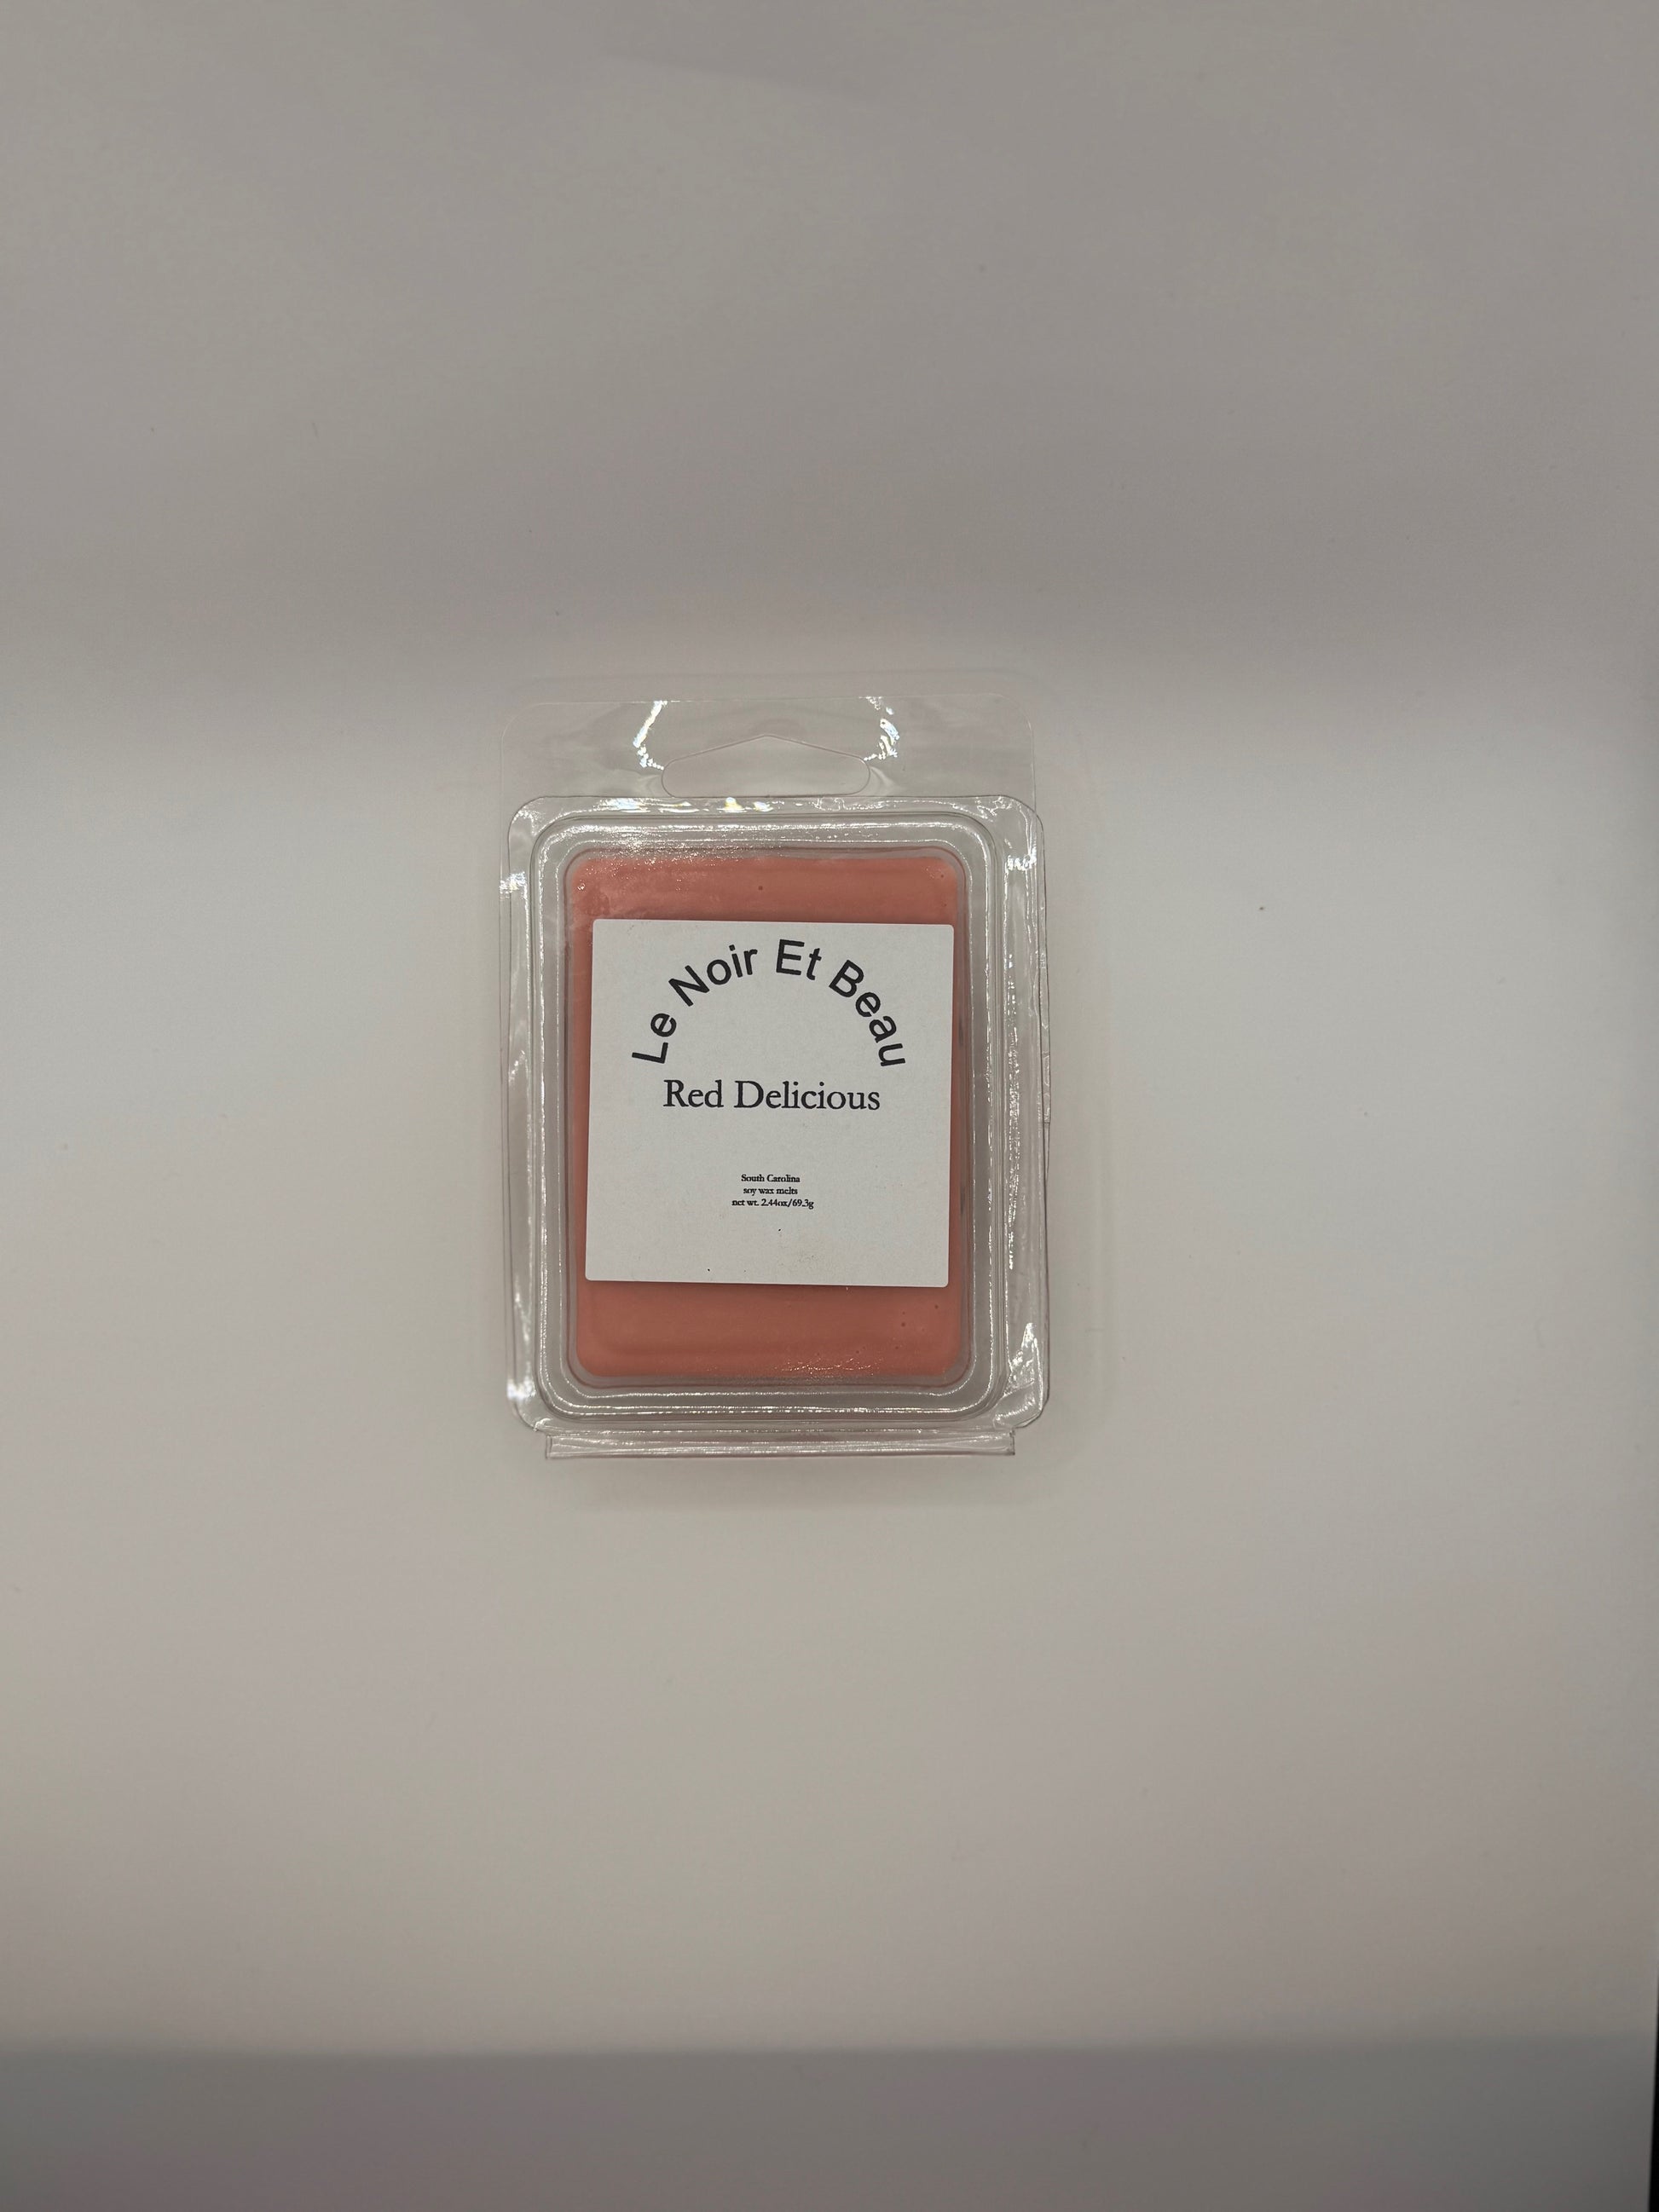 Le Noir Et Beau
Red Delicious
South Carolina
soy wax melts
net wt. 2.44oz/69.3g